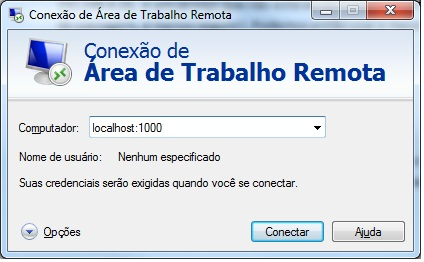 Conexão de Área de Trabalho Remota
Conexão de
Área de Trabalho Remota
Computador: localhost:1000
Nome de usuário: Nenhum especificado
Suas credenciais serão exigidas quando você se conectar.
Opções Conectar Ajuda